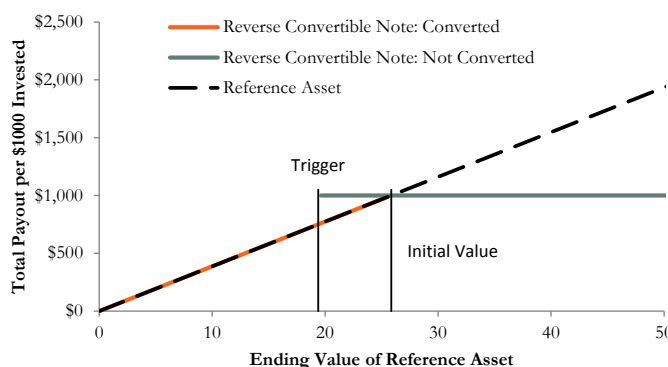 $2,500
Reverse Convertible Note: Converted
Reverse Convertible Note: Not Converted
$2,000
Reference Asset
$1,500
Trigger
$1,000
$500
Initial Value
$0
0 10 20 30 40 50
Total Payout per $1000 Invested
Ending Value of Reference Asset